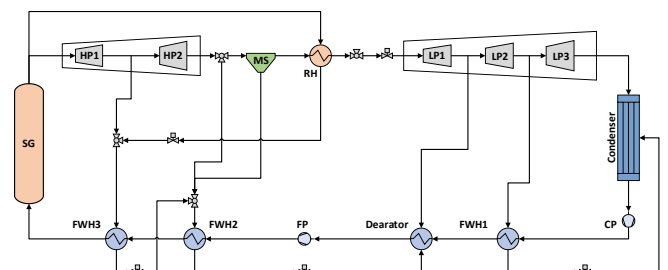 HP1
HP2
MS
RH
LP1
LP2
LP3
SG
Condenser
FWH3
FWH2
FP
Dearator
FWH1
CP